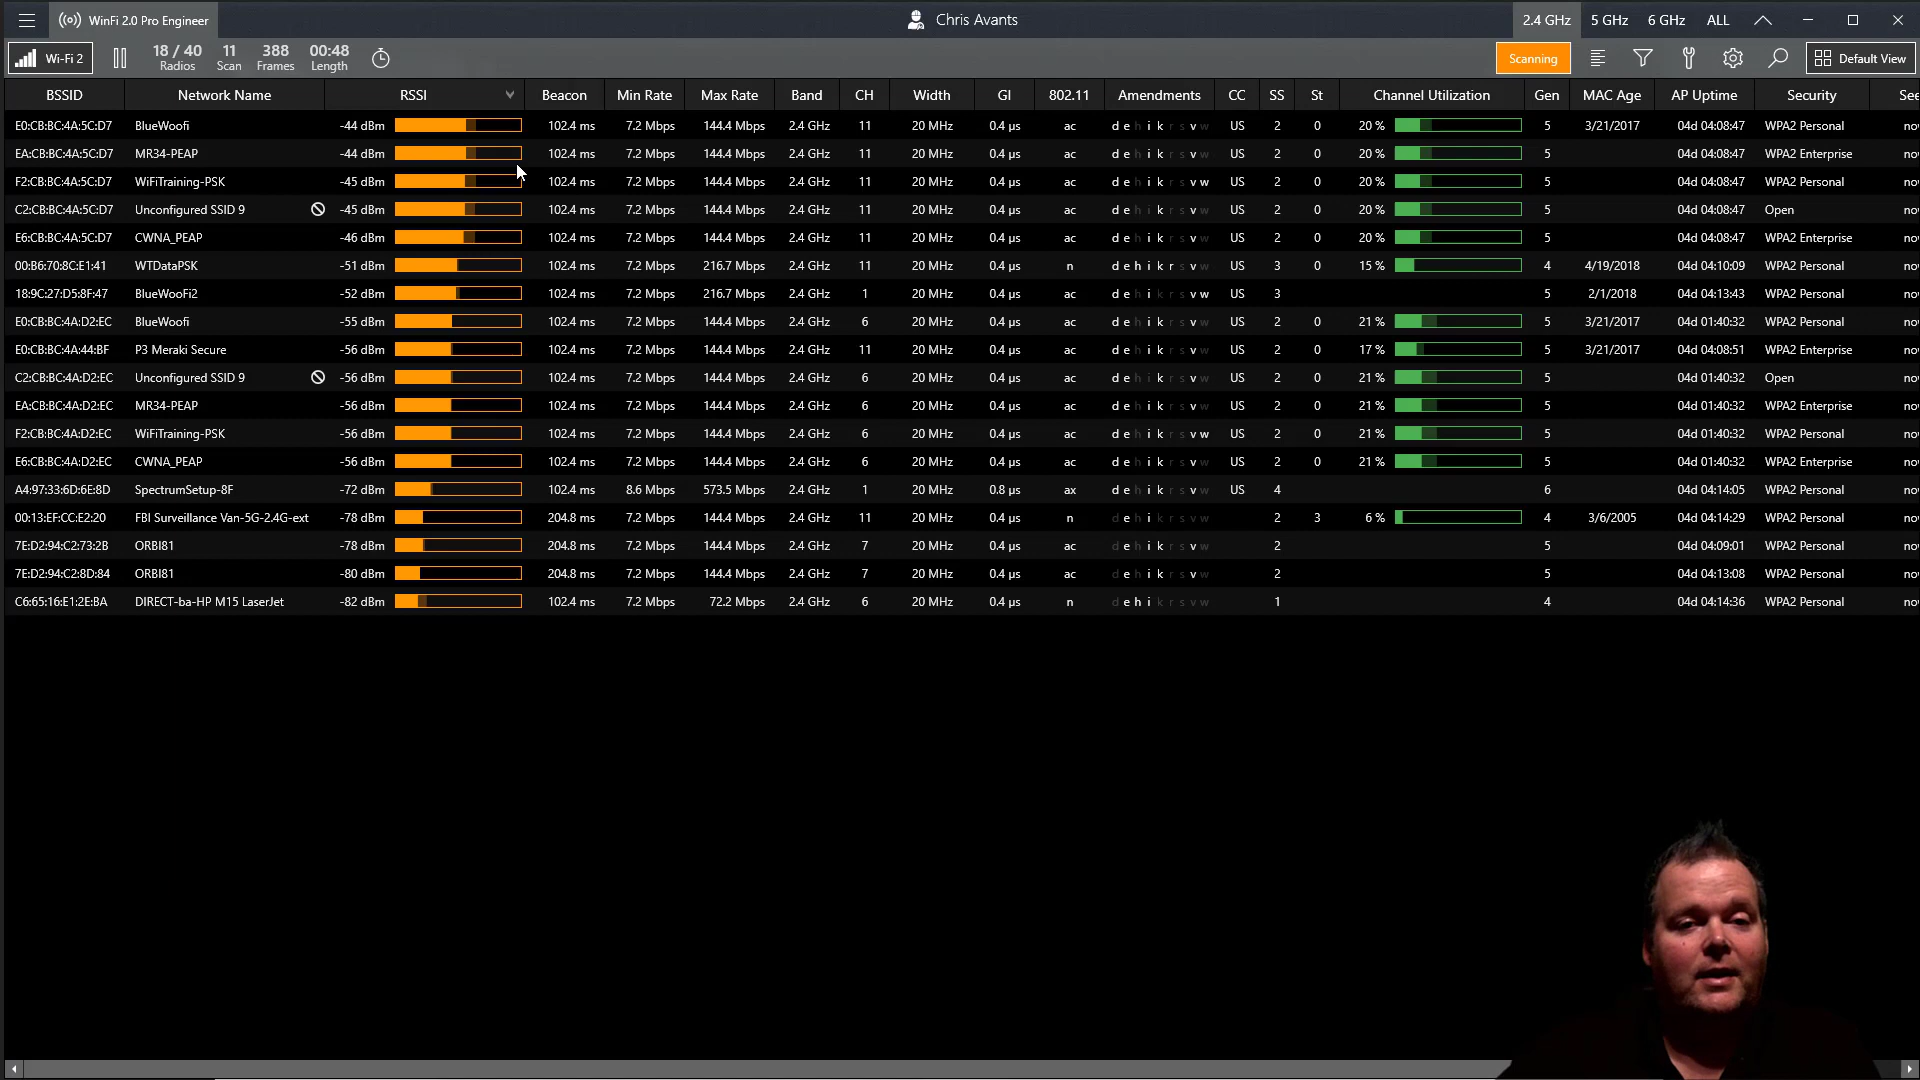 WinFi 2.0 Pro Engineer Chris Avants 2.4 GHz 5 GHz 6 GHz ALL
Wi-Fi 2 18 / 40 11 388 00:48 Scanning Default View
Radios Scan Frames Length
BSSID Network Name RSSI Beacon Min Rate Max Rate Band CH Width GI 802.11 Amendments CC SS St Channel Utilization Gen MAC Age AP Uptime Security See
E0:CB:BC:4A:5C:D7 BlueWoofi -44 dBm 102.4 ms 7.2 Mbps 144.4 Mbps 2.4 GHz 11 20 MHz 0.4 µs ac d e h i k r s v w US 2 0 20 % 5 3/21/2017 04d 04:08:47 WPA2 Personal no
EA:CB:BC:4A:5C:D7 MR34-PEAP -44 dBm 102.4 ms 7.2 Mbps 144.4 Mbps 2.4 GHz 11 20 MHz 0.4 µs ac d e h i k r s v w US 2 0 20 % 5 04d 04:08:47 WPA2 Enterprise no
F2:CB:BC:4A:5C:D7 WiFiTraining-PSK -45 dBm 102.4 ms 7.2 Mbps 144.4 Mbps 2.4 GHz 11 20 MHz 0.4 µs ac d e h i k r s v w US 2 0 20 % 5 04d 04:08:47 WPA2 Personal no
C2:CB:BC:4A:5C:D7 Unconfigured SSID 9 -45 dBm 102.4 ms 7.2 Mbps 144.4 Mbps 2.4 GHz 11 20 MHz 0.4 µs ac d e h i k r s v w US 2 0 20 % 5 04d 04:08:47 Open no
E6:CB:BC:4A:5C:D7 CWNA_PEAP -46 dBm 102.4 ms 7.2 Mbps 144.4 Mbps 2.4 GHz 11 20 MHz 0.4 µs ac d e h i k r s v w US 2 0 20 % 5 04d 04:08:47 WPA2 Enterprise no
00:B6:70:8C:E1:41 WTDataPSK -51 dBm 102.4 ms 7.2 Mbps 216.7 Mbps 2.4 GHz 11 20 MHz 0.4 µs n d e h i k r s v w US 3 0 15 % 4 4/19/2018 04d 04:10:09 WPA2 Personal no
18:9C:27:D5:8F:47 BlueWooFi2 -52 dBm 102.4 ms 7.2 Mbps 216.7 Mbps 2.4 GHz 1 20 MHz 0.4 µs ac d e h i k r s v w US 3 5 2/1/2018 04d 04:13:43 WPA2 Personal no
E0:CB:BC:4A:D2:EC BlueWoofi -55 dBm 102.4 ms 7.2 Mbps 144.4 Mbps 2.4 GHz 6 20 MHz 0.4 µs ac d e h i k r s v w US 2 0 21 % 5 3/21/2017 04d 01:40:32 WPA2 Personal no
E0:CB:BC:4A:44:BF P3 Meraki Secure -56 dBm 102.4 ms 7.2 Mbps 144.4 Mbps 2.4 GHz 11 20 MHz 0.4 µs ac d e h i k r s v w US 2 0 17 % 5 3/21/2017 04d 04:08:51 WPA2 Enterprise no
C2:CB:BC:4A:D2:EC Unconfigured SSID 9 -56 dBm 102.4 ms 7.2 Mbps 144.4 Mbps 2.4 GHz 6 20 MHz 0.4 µs ac d e h i k r s v w US 2 0 21 % 5 04d 01:40:32 Open no
EA:CB:BC:4A:D2:EC MR34-PEAP -56 dBm 102.4 ms 7.2 Mbps 144.4 Mbps 2.4 GHz 6 20 MHz 0.4 µs ac d e h i k r s v w US 2 0 21 % 5 04d 01:40:32 WPA2 Enterprise no
F2:CB:BC:4A:D2:EC WiFiTraining-PSK -56 dBm 102.4 ms 7.2 Mbps 144.4 Mbps 2.4 GHz 6 20 MHz 0.4 µs ac d e h i k r s v w US 2 0 21 % 5 04d 01:40:32 WPA2 Personal no
E6:CB:BC:4A:D2:EC CWNA_PEAP -56 dBm 102.4 ms 7.2 Mbps 144.4 Mbps 2.4 GHz 6 20 MHz 0.4 µs ac d e h i k r s v w US 2 0 21 % 5 04d 01:40:32 WPA2 Enterprise no
A4:97:33:6D:6E:8D SpectrumSetup-8F -72 dBm 102.4 ms 8.6 Mbps 573.5 Mbps 2.4 GHz 1 20 MHz 0.8 µs ax d e h i k r s v w US 4 6 04d 04:14:05 WPA2 Personal no
00:13:EF:CC:E2:20 FBI Surveillance Van-5G-2.4G-ext -78 dBm 204.8 ms 7.2 Mbps 144.4 Mbps 2.4 GHz 11 20 MHz 0.4 µs n d e h i k r s v w 2 3 6 % 4 3/6/2005 04d 04:14:29 WPA2 Personal no
7E:D2:94:C2:73:2B ORBI81 -78 dBm 204.8 ms 7.2 Mbps 144.4 Mbps 2.4 GHz 7 20 MHz 0.4 µs ac d e h i k r s v w 2 5 04d 04:09:01 WPA2 Personal no
7E:D2:94:C2:8D:84 ORBI81 -80 dBm 204.8 ms 7.2 Mbps 144.4 Mbps 2.4 GHz 7 20 MHz 0.4 µs ac d e h i k r s v w 2 5 04d 04:13:08 WPA2 Personal no
C6:65:16:E1:2E:BA DIRECT-ba-HP M15 LaserJet -82 dBm 102.4 ms 7.2 Mbps 72.2 Mbps 2.4 GHz 6 20 MHz 0.4 µs n d e h i k r s v w 1 4 04d 04:14:36 WPA2 Personal no